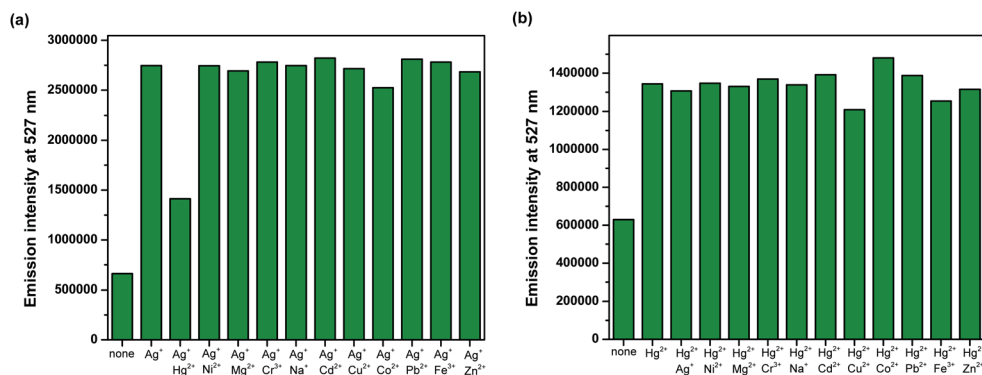 (a)
Emission intensity at 527 nm
3000000
2500000
2000000
1500000
1000000
500000
0
none Ag⁺ Ag⁺ Ag⁺ Ag⁺ Ag⁺ Ag⁺ Ag⁺ Ag⁺ Ag⁺ Ag⁺ Ag⁺ Ag⁺
Hg²⁺ Ni²⁺ Mg²⁺ Cr³⁺ Na⁺ Cd²⁺ Cu²⁺ Co²⁺ Pb²⁺ Fe³⁺ Zn²⁺
(b)
Emission intensity at 527 nm
1400000
1200000
1000000
800000
600000
400000
200000
0
none Hg²⁺ Hg²⁺ Hg²⁺ Hg²⁺ Hg²⁺ Hg²⁺ Hg²⁺ Hg²⁺ Hg²⁺ Hg²⁺ Hg²⁺ Hg²⁺
Ag⁺ Ni²⁺ Mg²⁺ Cr³⁺ Na⁺ Cd²⁺ Cu²⁺ Co²⁺ Pb²⁺ Fe³⁺ Zn²⁺